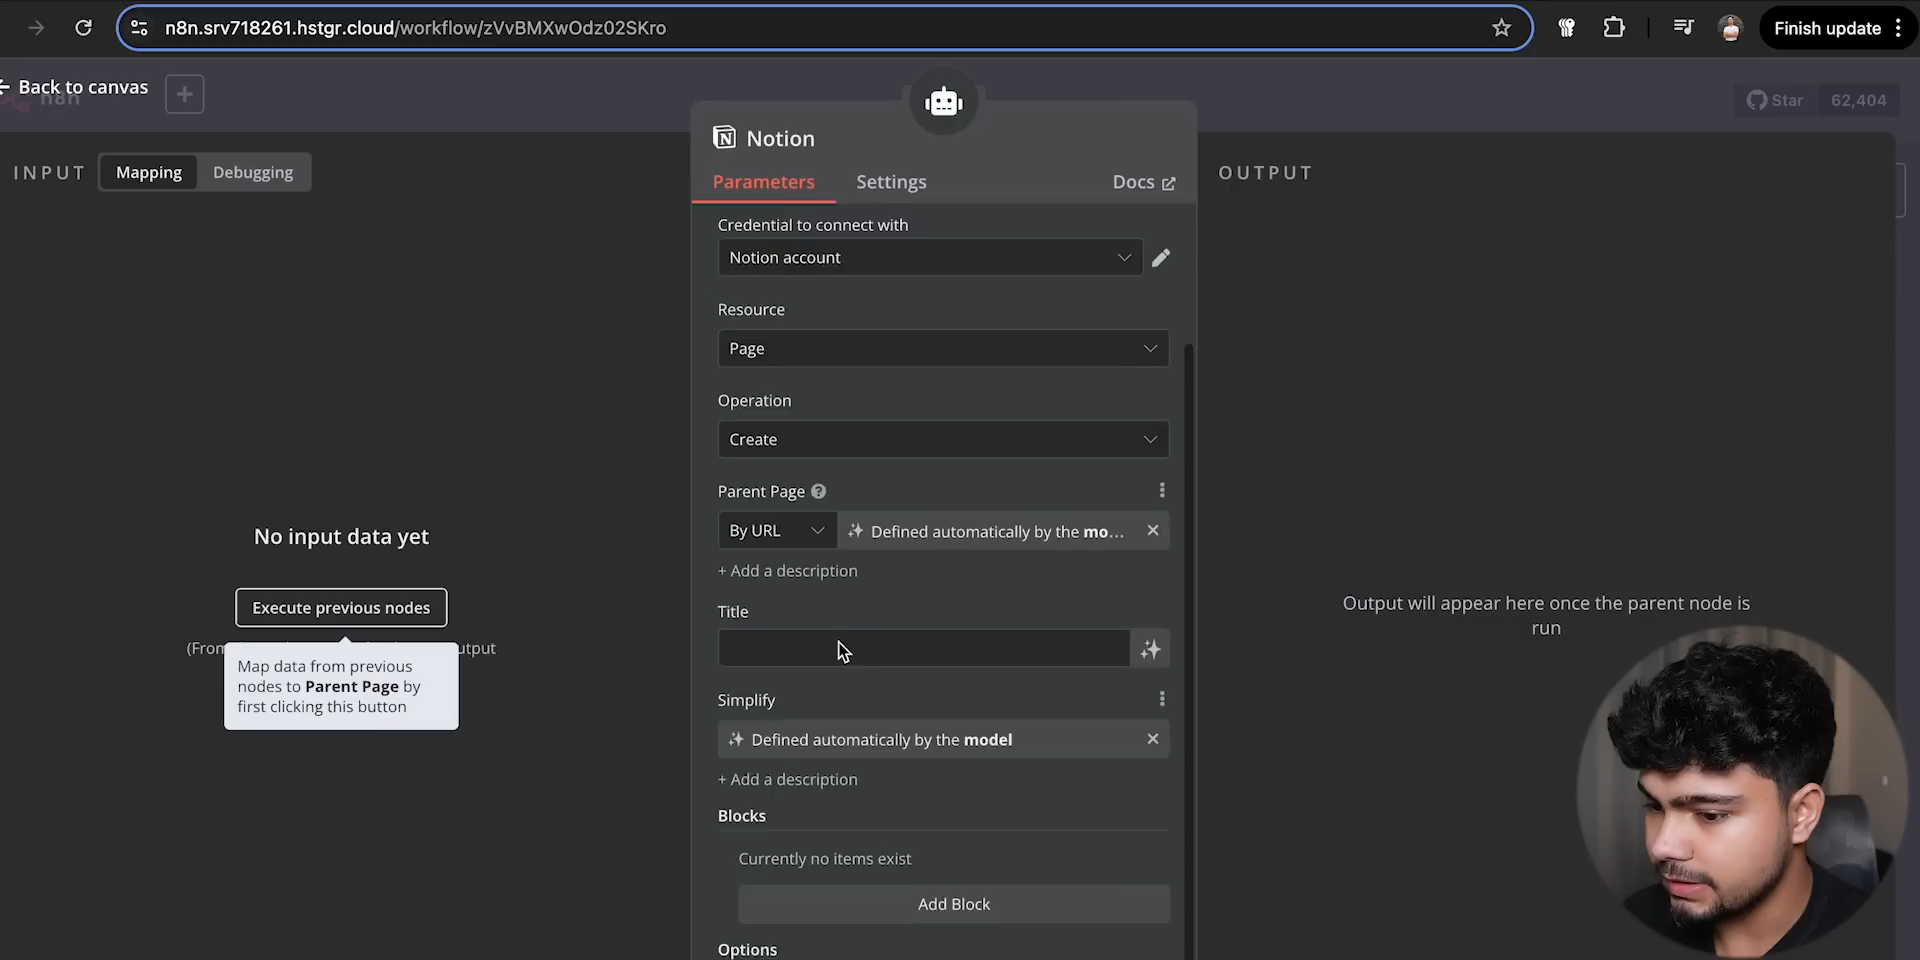 n8n.srv718261.hstgr.cloud/workflow/zVvBMXwOdz02SKro
Finish update
Back to canvas
n8n
Star 62,404
INPUT
Mapping
Debugging
Notion
OUTPUT
Parameters
Settings
Docs
Credential to connect with
Notion account
Resource
Page
Operation
Create
Parent Page
By URL
Defined automatically by the mo...
+ Add a description
No input data yet
Execute previous nodes
(From
utput
Map data from previous
nodes to Parent Page by
first clicking this button
Title
Output will appear here once the parent node is
run
Simplify
Defined automatically by the model
+ Add a description
Blocks
Currently no items exist
Add Block
Options